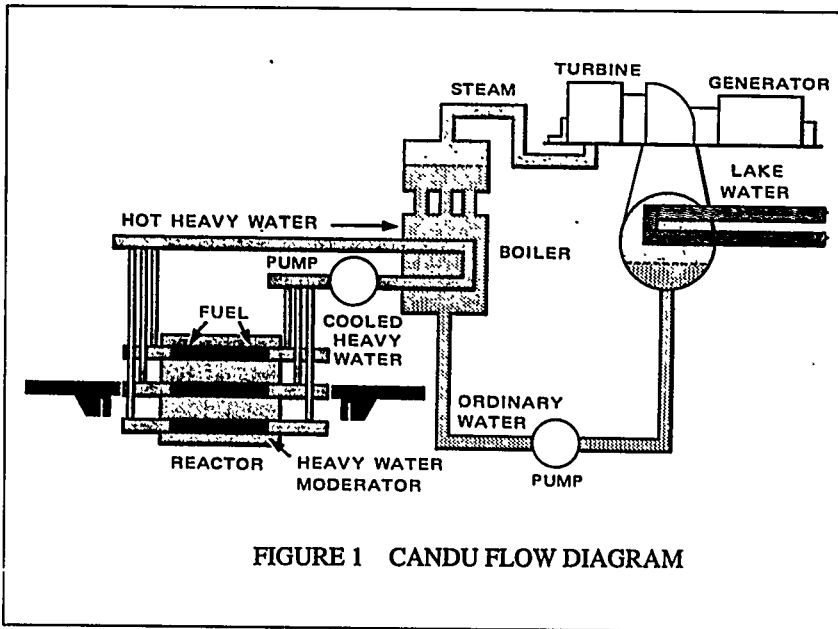 TURBINE
GENERATOR
STEAM
LAKE
WATER
HOT HEAVY WATER
BOILER
PUMP
FUEL
COOLED
HEAVY
WATER
ORDINARY
WATER
REACTOR
HEAVY WATER
MODERATOR
PUMP
FIGURE 1 CANDU FLOW DIAGRAM